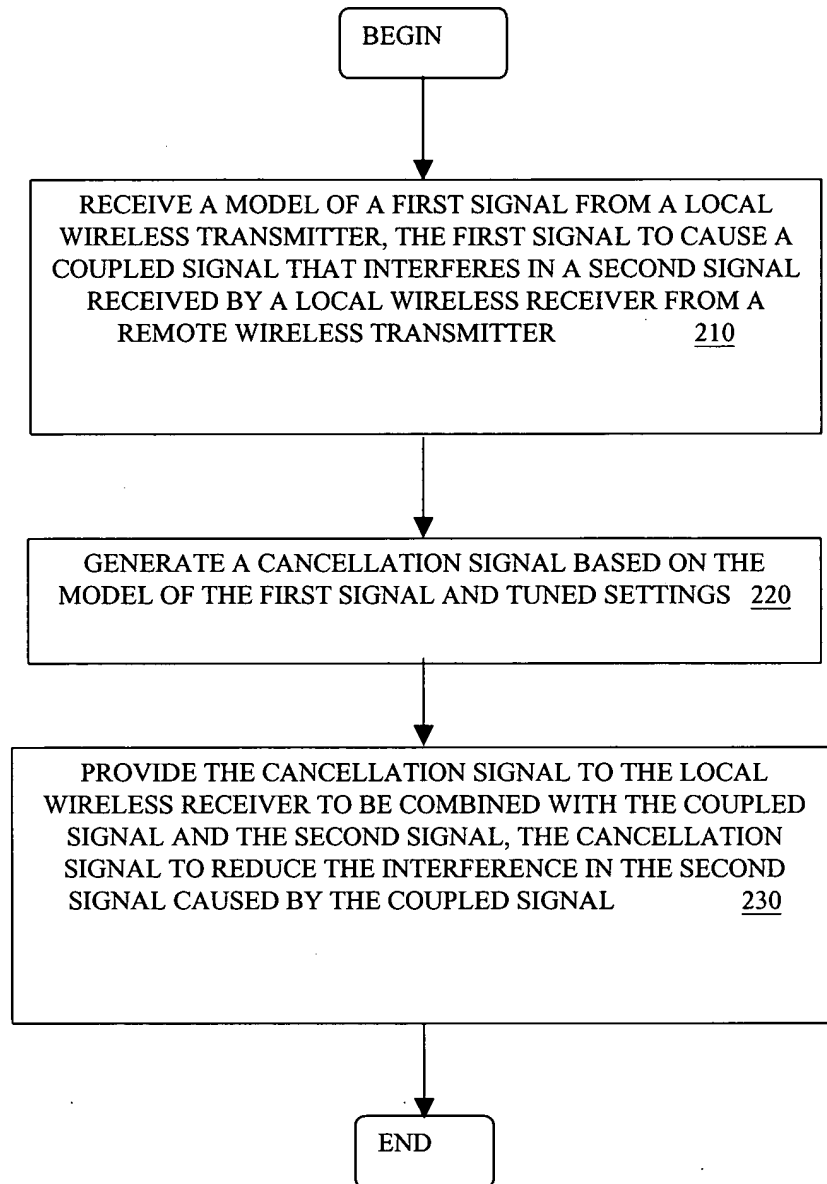 BEGIN
RECEIVE A MODEL OF A FIRST SIGNAL FROM A LOCAL
WIRELESS TRANSMITTER, THE FIRST SIGNAL TO CAUSE A
COUPLED SIGNAL THAT INTERFERES IN A SECOND SIGNAL
RECEIVED BY A LOCAL WIRELESS RECEIVER FROM A
REMOTE WIRELESS TRANSMITTER 210
GENERATE A CANCELLATION SIGNAL BASED ON THE
MODEL OF THE FIRST SIGNAL AND TUNED SETTINGS 220
PROVIDE THE CANCELLATION SIGNAL TO THE LOCAL
WIRELESS RECEIVER TO BE COMBINED WITH THE COUPLED
SIGNAL AND THE SECOND SIGNAL, THE CANCELLATION
SIGNAL TO REDUCE THE INTERFERENCE IN THE SECOND
SIGNAL CAUSED BY THE COUPLED SIGNAL 230
END